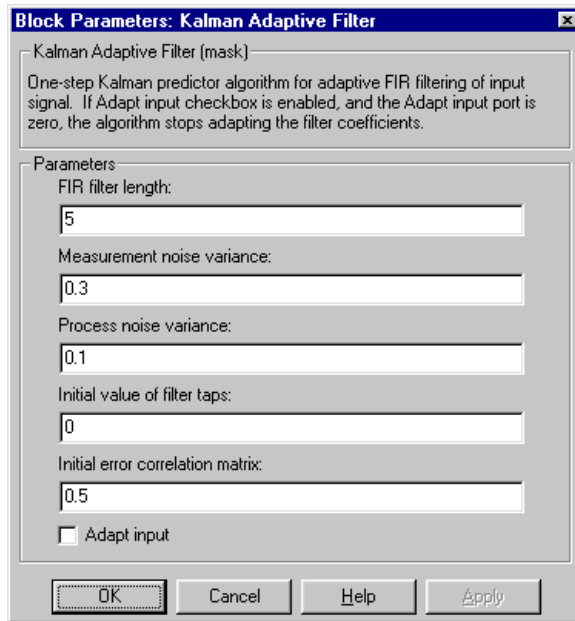 Block Parameters: Kalman Adaptive Filter
Kalman Adaptive Filter (mask)
One-step Kalman predictor algorithm for adaptive FIR filtering of input
signal.  If Adapt input checkbox is enabled, and the Adapt input port is
zero, the algorithm stops adapting the filter coefficients.
Parameters
FIR filter length:
5
Measurement noise variance:
0.3
Process noise variance:
0.1
Initial value of filter taps:
0
Initial error correlation matrix:
0.5
Adapt input
OK Cancel Help Apply